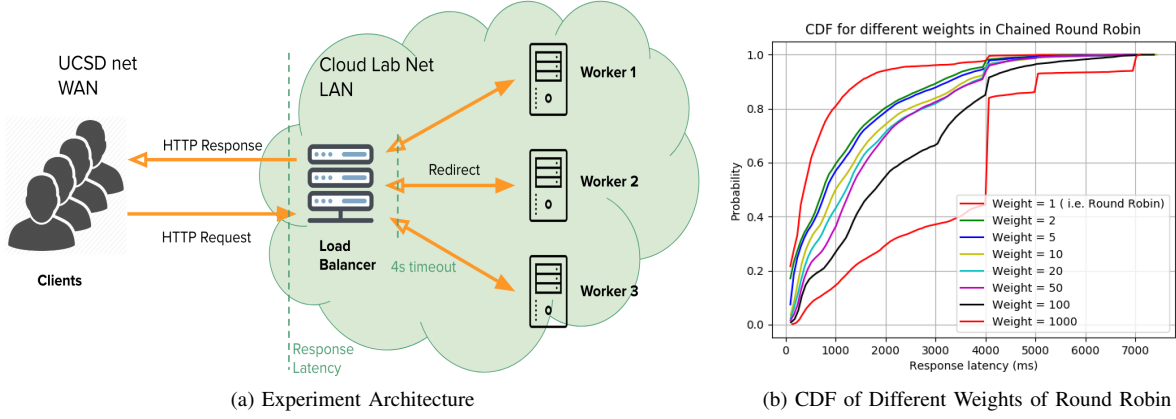 UCSD net
WAN
Cloud Lab Net
LAN
Worker 1
HTTP Response
Redirect
Worker 2
HTTP Request
Load
Balancer
4s timeout
Clients
Worker 3
Response
Latency
(a) Experiment Architecture
CDF for different weights in Chained Round Robin
1.0
0.8
0.6
0.4
0.2
0.0
Probability
Weight = 1 ( i.e. Round Robin)
Weight = 2
Weight = 5
Weight = 10
Weight = 20
Weight = 50
Weight = 100
Weight = 1000
0 1000 2000 3000 4000 5000 6000 7000
Response latency (ms)
(b) CDF of Different Weights of Round Robin